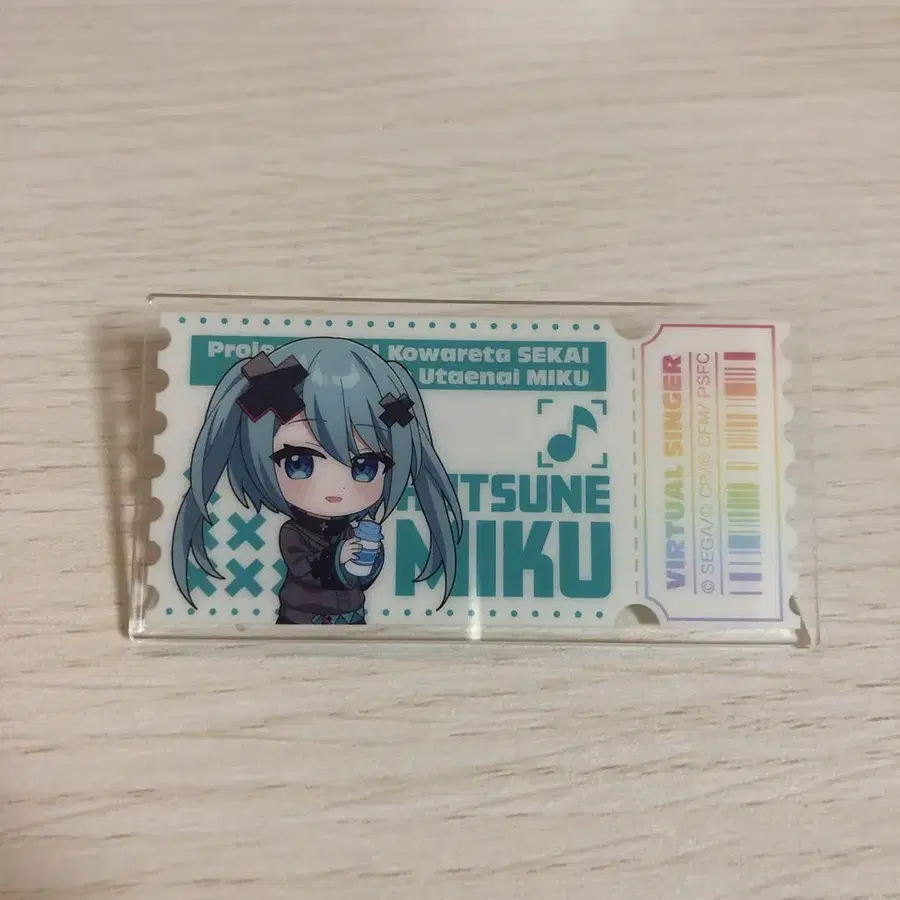 Kowareta SEKAI
Utaenai MIKU
MIKU
VIRTUAL SINGER
© SEGA/© CP/© CFM/ PSFC